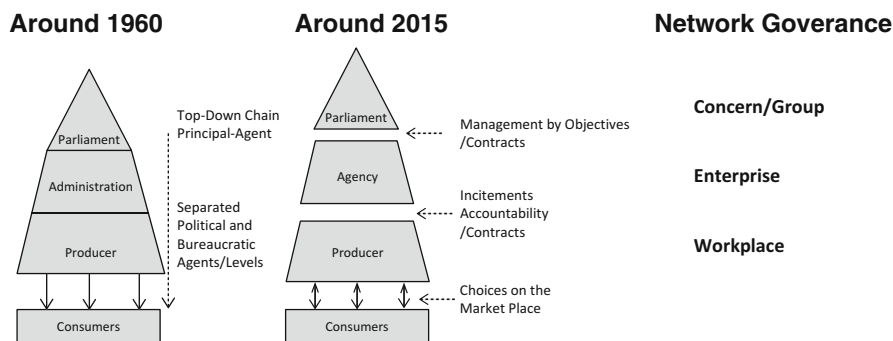 Around 1960
Around 2015
Network Goverance
Parliament
Administration
Producer
Consumers
Top-Down Chain
Principal-Agent
Separated
Political and
Bureaucratic
Agents/Levels
Parliament
Agency
Producer
Consumers
Management by Objectives
/Contracts
Incitements
Accountability
/Contracts
Choices on the
Market Place
Concern/Group
Enterprise
Workplace